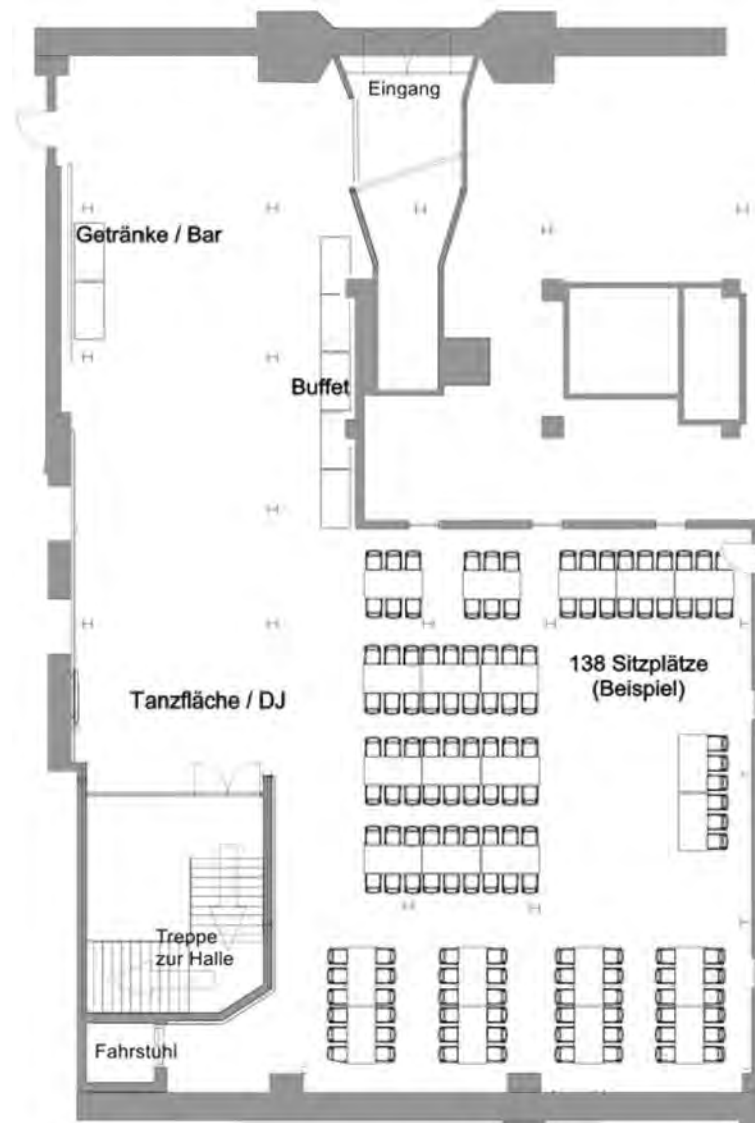 Eingang
Getränke / Bar
Buffet
138 Sitzplätze
(Beispiel)
Tanzfläche / DJ
Treppe
zur Halle
Fahrstuhl